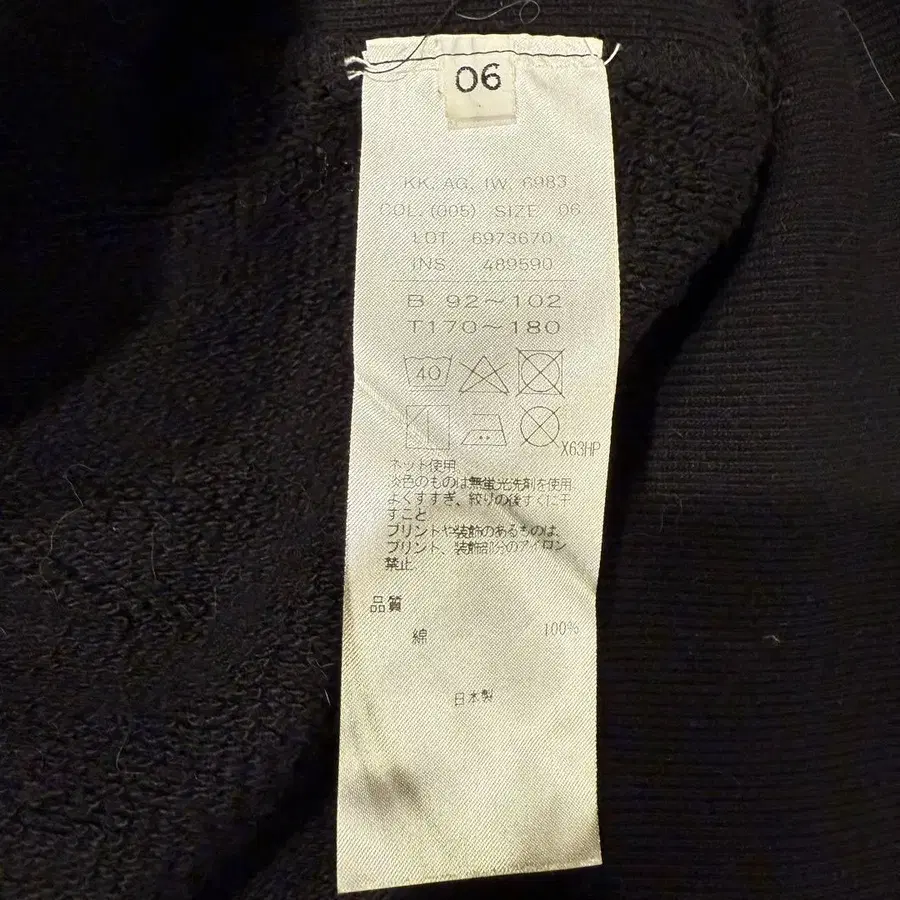 06
KK. AG. IW. 6983
COL. (005) SIZE 06
LOT. 6973670
INS. 489590
B 92～102
T170～180
40
X63HP
ネット使用
淡色のものは無蛍光洗剤を使用
よくすすぎ、絞りの後すぐに干
すこと
プリントや装飾のあるものは、
プリント、装飾部分のアイロン
禁止
品質
綿 100%
日本製